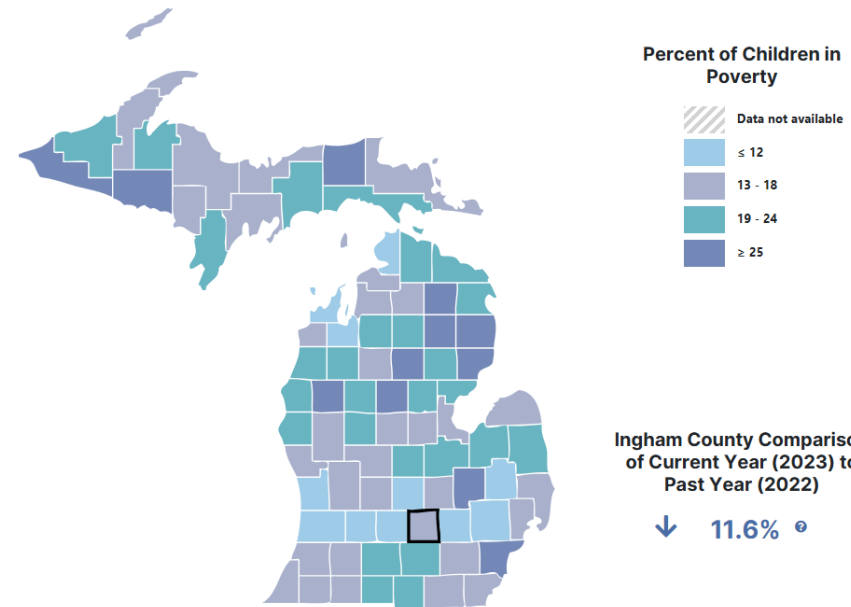 Percent of Children in
Poverty
Data not available
≤ 12
13 - 18
19 - 24
≥ 25
Ingham County Compariso
of Current Year (2023) to
Past Year (2022)
↓ 11.6% ?